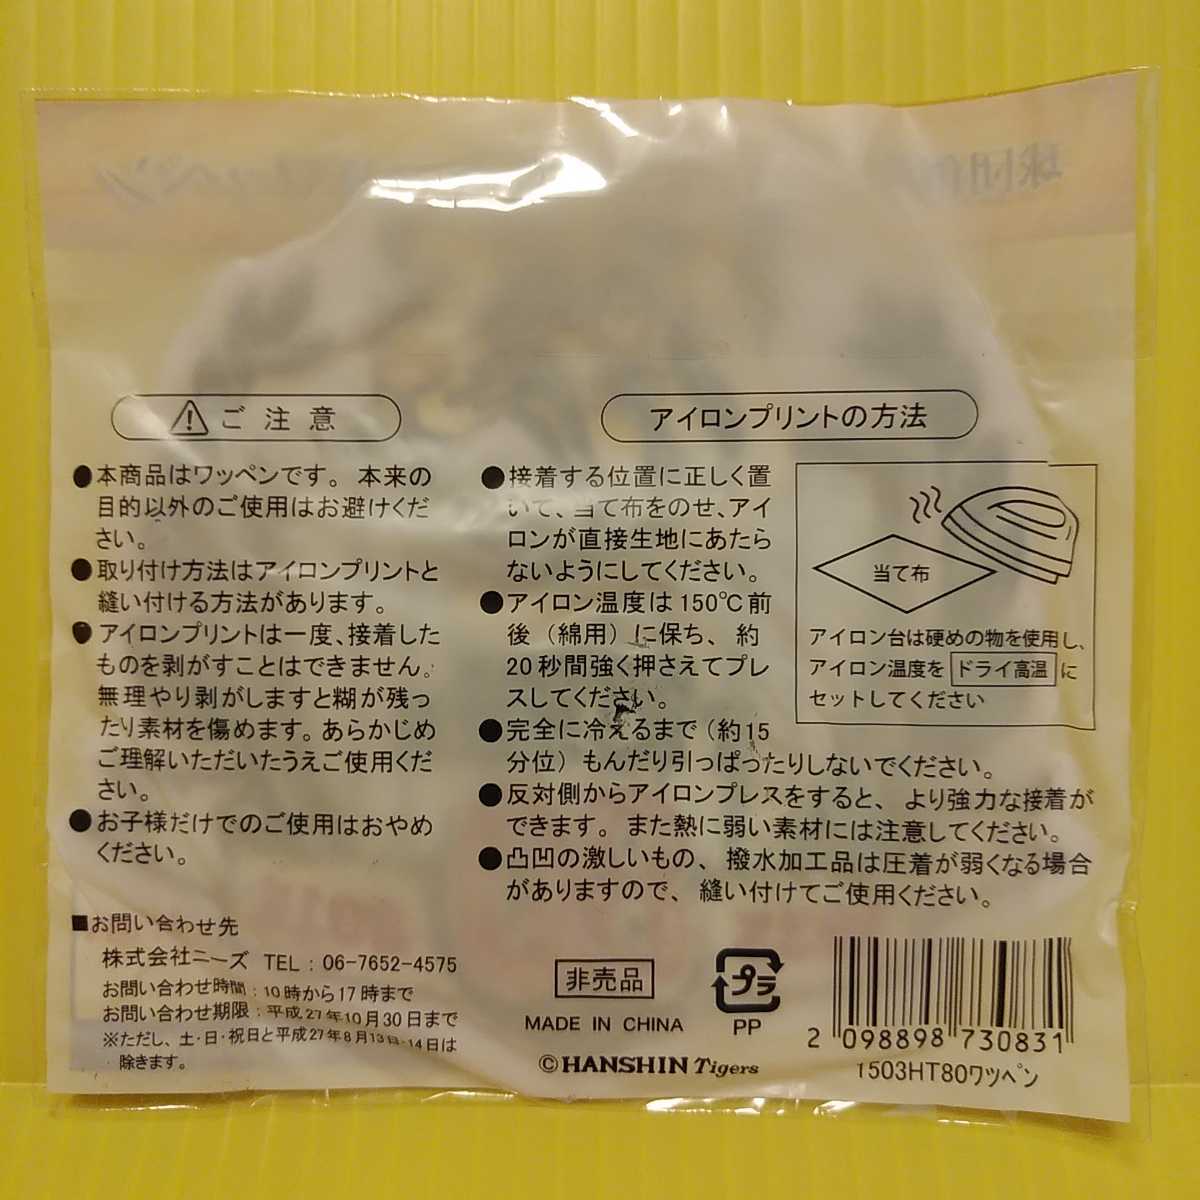 ご注意
●本商品はワッペンです。本来の
目的以外のご使用はお避けくだ
さい。
●取り付け方法はアイロンプリントと
縫い付ける方法があります。
●アイロンプリントは一度、接着した
ものを剥がすことはできません。
無理やり剥がしますと糊が残っ
たり素材を傷めます。あらかじめ
ご理解いただいたうえご使用くだ
さい。
●お子様だけでのご使用はおやめ
ください。
■お問い合わせ先
株式会社ニーズ TEL:06-7652-4575
お問い合わせ時間:10時から17時まで
お問い合わせ期限:平成27年10月30日まで
※ただし、土・日・祝日と平成27年8月13日・14日は
除きます。
アイロンプリントの方法
●接着する位置に正しく置
いて、当て布をのせ、アイ
ロンが直接生地にあたら
ないようにしてください。
●アイロン温度は150℃前
後(綿用)に保ち、約
20秒間強く押さえてプレ
スしてください。
●完全に冷えるまで(約15
分位)もんだり引っぱったりしないでください。
●反対側からアイロンプレスをすると、より強力な接着が
できます。また熱に弱い素材には注意してください。
●凸凹の激しいもの、撥水加工品は圧着が弱くなる場合
がありますので、縫い付けてご使用ください。
当て布
アイロン台は硬めの物を使用し、
アイロン温度をドライ高温に
セットしてください
非売品
MADE IN CHINA
プラ
PP
©HANSHIN Tigers
2 098898 730831
1503HT80ワッペン